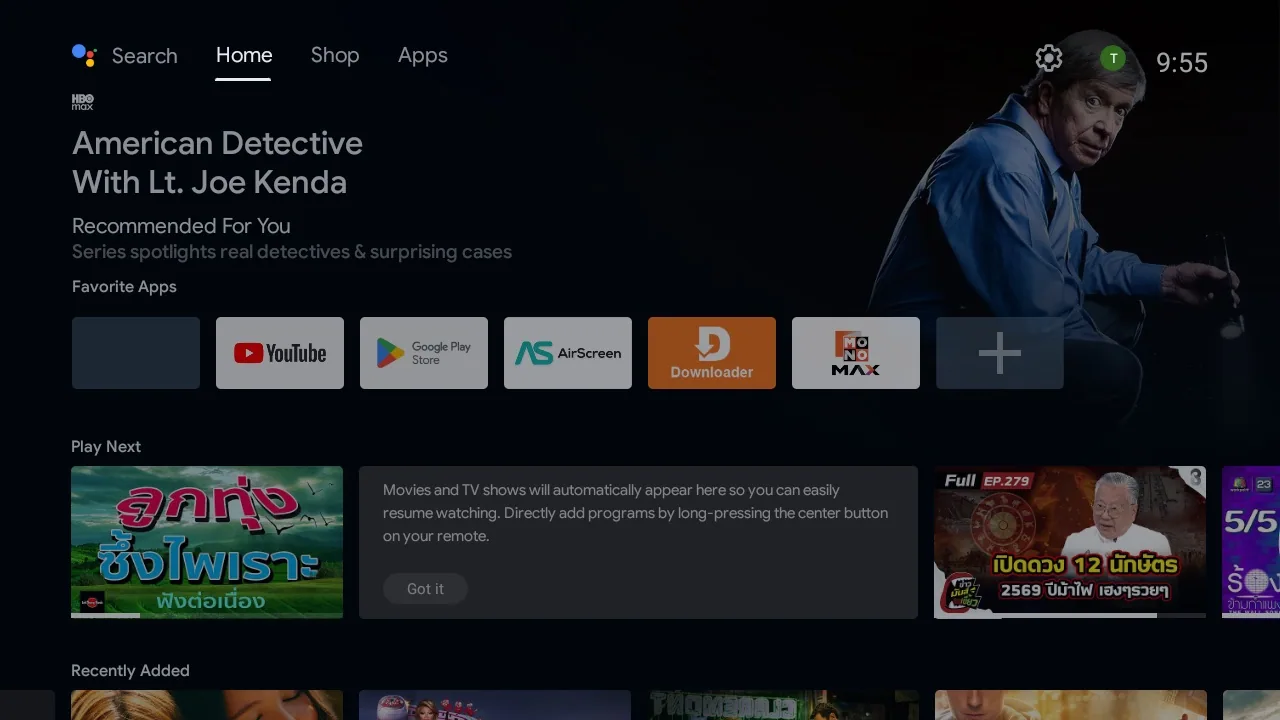 Search
Home
Shop
Apps
T
9:55
HBO
max
American Detective
With Lt. Joe Kenda
Recommended For You
Series spotlights real detectives & surprising cases
Favorite Apps
YouTube
Google Play
Store
AS AirScreen
Downloader
MONO
MAX
Play Next
ลูกทุ่ง
ซึ้งไพเราะ
ฟังต่อเนื่อง
Movies and TV shows will automatically appear here so you can easily
resume watching. Directly add programs by long-pressing the center button
on your remote.
Got it
Full EP.279
เปิดดวง 12 นักษัตร
2569 ปีม้าไฟ เฮงๆรวยๆ
23
5/5
Recently Added